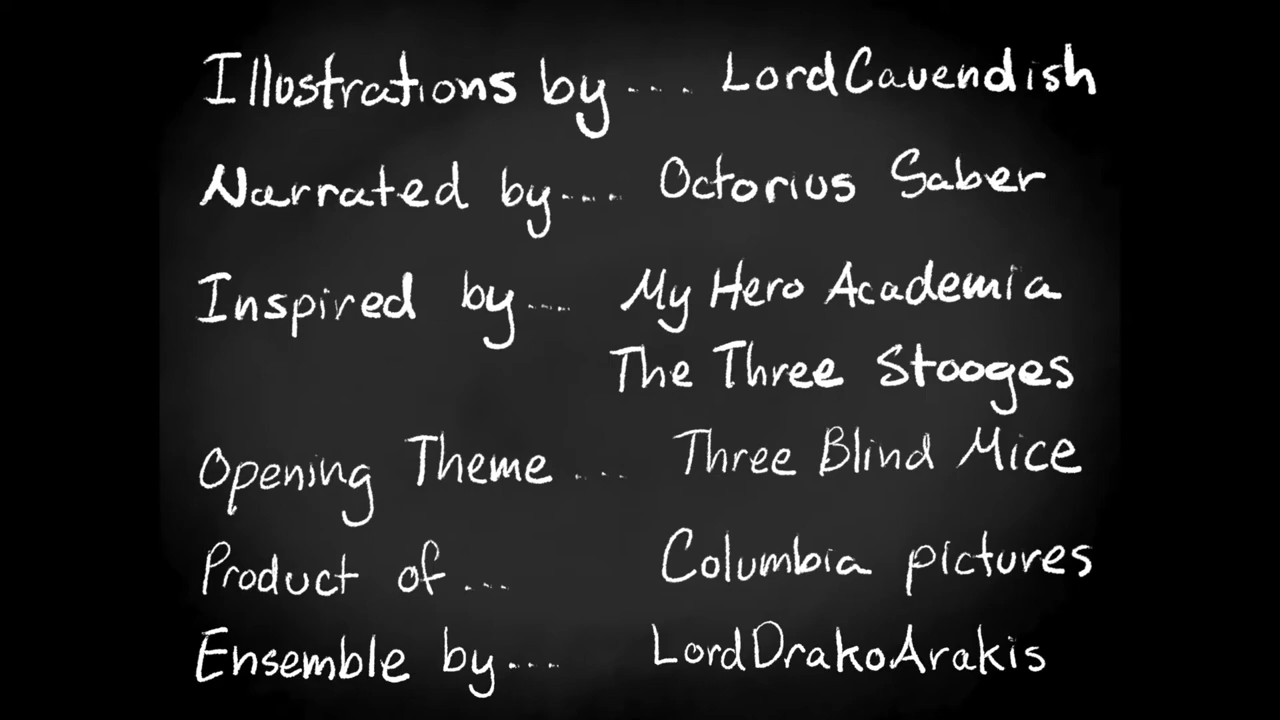 Illustrations by ... LordCavendish
Narrated by .... Octorius Saber
Inspired by .... My Hero Academia
The Three Stooges
Opening Theme ... Three Blind Mice
Product of ... Columbia pictures
Ensemble by .... LordDrakoArakis